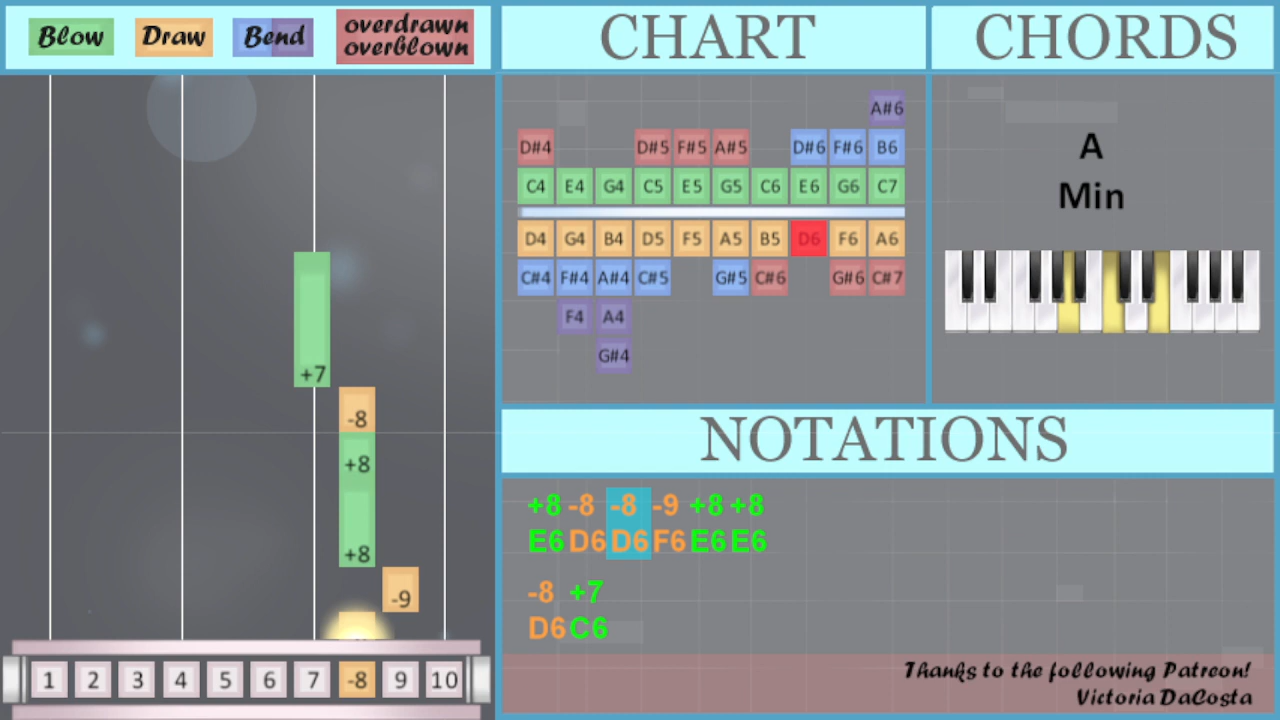 Blow Draw Bend overdrawn
overblown
CHART
CHORDS
+7
-8
+8
+8
-9
1 2 3 4 5 6 7 -8 9 10
A#6
D#4 D#5 F#5 A#5 D#6 F#6 B6
C4 E4 G4 C5 E5 G5 C6 E6 G6 C7
D4 G4 B4 D5 F5 A5 B5 D6 F6 A6
C#4 F#4 A#4 C#5 G#5 C#6 G#6 C#7
F4 A4
G#4
A
Min
NOTATIONS
+8 -8 -8 -9 +8 +8
E6 D6 D6 F6 E6 E6
-8 +7
D6 C6
Thanks to the following Patreon!
Victoria DaCosta